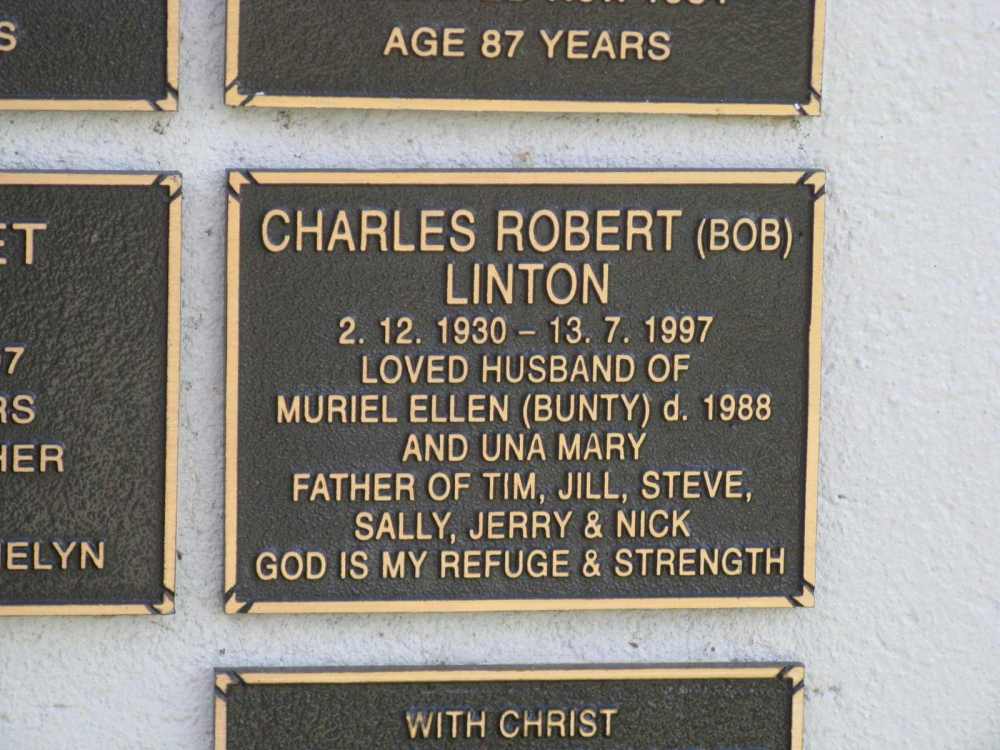 AGE 87 YEARS
CHARLES ROBERT (BOB)
LINTON
2. 12. 1930 – 13. 7. 1997
LOVED HUSBAND OF
MURIEL ELLEN (BUNTY) d. 1988
AND UNA MARY
FATHER OF TIM, JILL, STEVE,
SALLY, JERRY & NICK
GOD IS MY REFUGE & STRENGTH
WITH CHRIST